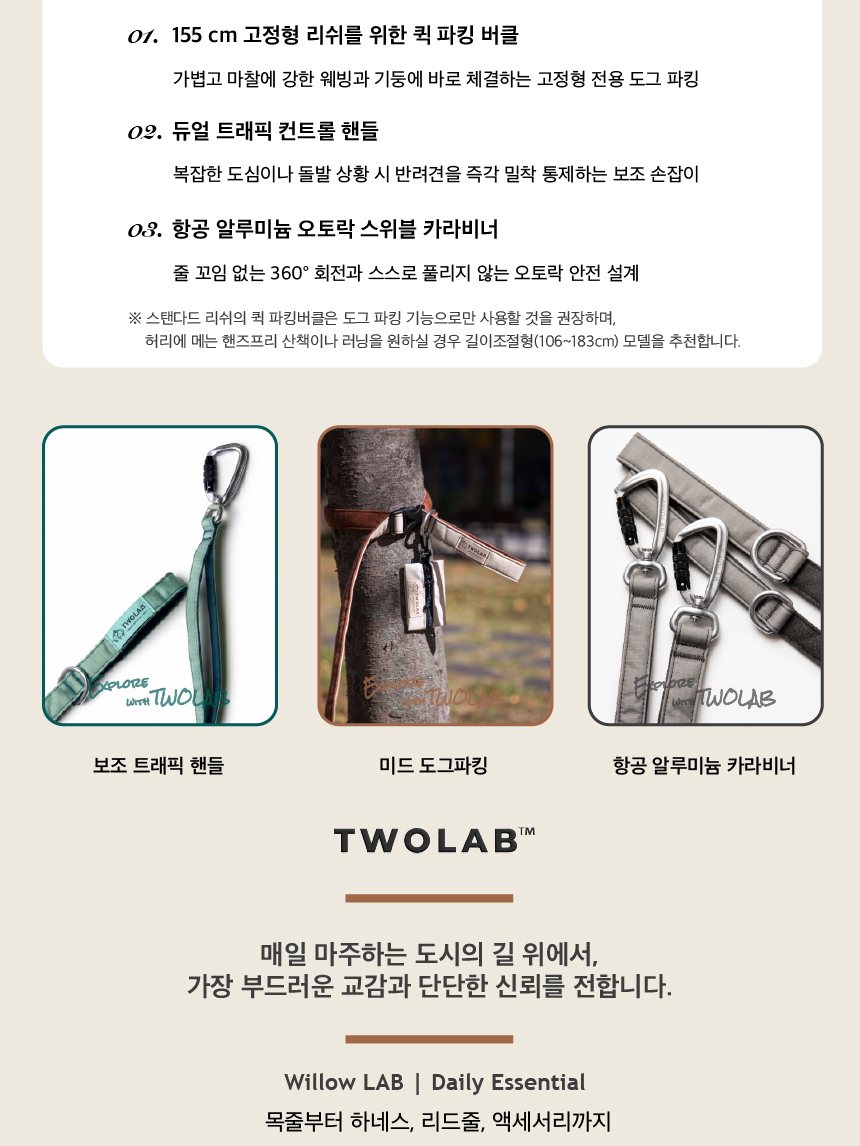 01. 155 cm 고정형 리쉬를 위한 퀵 파킹 버클
가볍고 마찰에 강한 웨빙과 기둥에 바로 체결하는 고정형 전용 도그 파킹
02. 듀얼 트래픽 컨트롤 핸들
복잡한 도심이나 돌발 상황 시 반려견을 즉각 밀착 통제하는 보조 손잡이
03. 항공 알루미늄 오토락 스위블 카라비너
줄 꼬임 없는 360° 회전과 스스로 풀리지 않는 오토락 안전 설계
※ 스탠다드 리쉬의 퀵 파킹버클은 도그 파킹 기능으로만 사용할 것을 권장하며,
허리에 메는 핸즈프리 산책이나 러닝을 원하실 경우 길이조절형(106~183cm) 모델을 추천합니다.
TWOLAB
EXPLORE
WITH TWOLAB
TWOLAB
TWOLAB
EXPLORE
WITH TWOLAB
EXPLORE
WITH TWOLAB
보조 트래픽 핸들
미드 도그파킹
항공 알루미늄 카라비너
TWOLAB™
매일 마주하는 도시의 길 위에서,
가장 부드러운 교감과 단단한 신뢰를 전합니다.
Willow LAB | Daily Essential
목줄부터 하네스, 리드줄, 액세서리까지